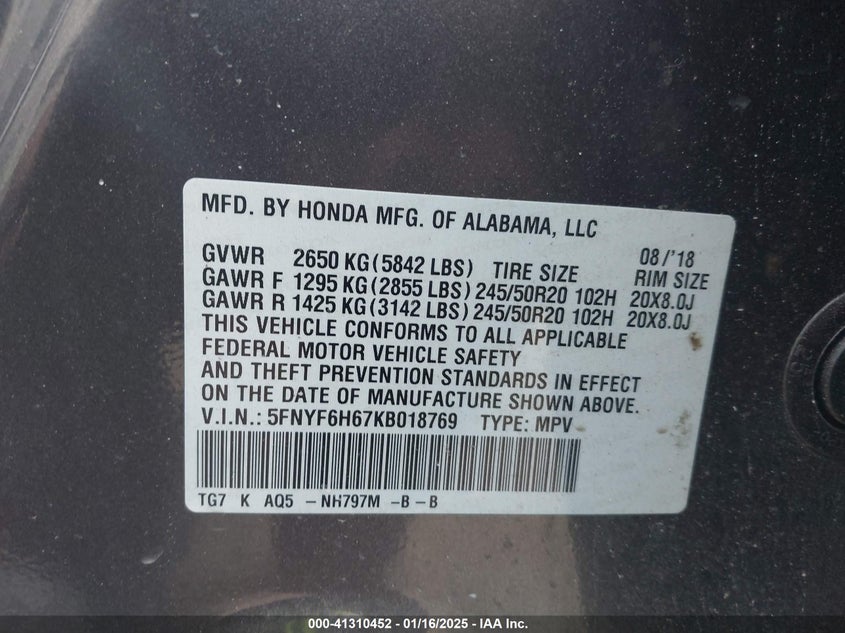 MFD. BY HONDA MFG. OF ALABAMA, LLC
08/'18
GVWR 2650 KG(5842 LBS) TIRE SIZE RIM SIZE
GAWR F 1295 KG(2855 LBS) 245/50R20 102H 20X8.0J
GAWR R 1425 KG(3142 LBS) 245/50R20 102H 20X8.0J
THIS VEHICLE CONFORMS TO ALL APPLICABLE
FEDERAL MOTOR VEHICLE SAFETY
AND THEFT PREVENTION STANDARDS IN EFFECT
ON THE DATE OF MANUFACTURE SHOWN ABOVE.
V.I.N.: 5FNYF6H67KB018769 TYPE: MPV
TG7 K AQ5 -NH797M -B-B
000-41310452 - 01/16/2025 - IAA Inc.